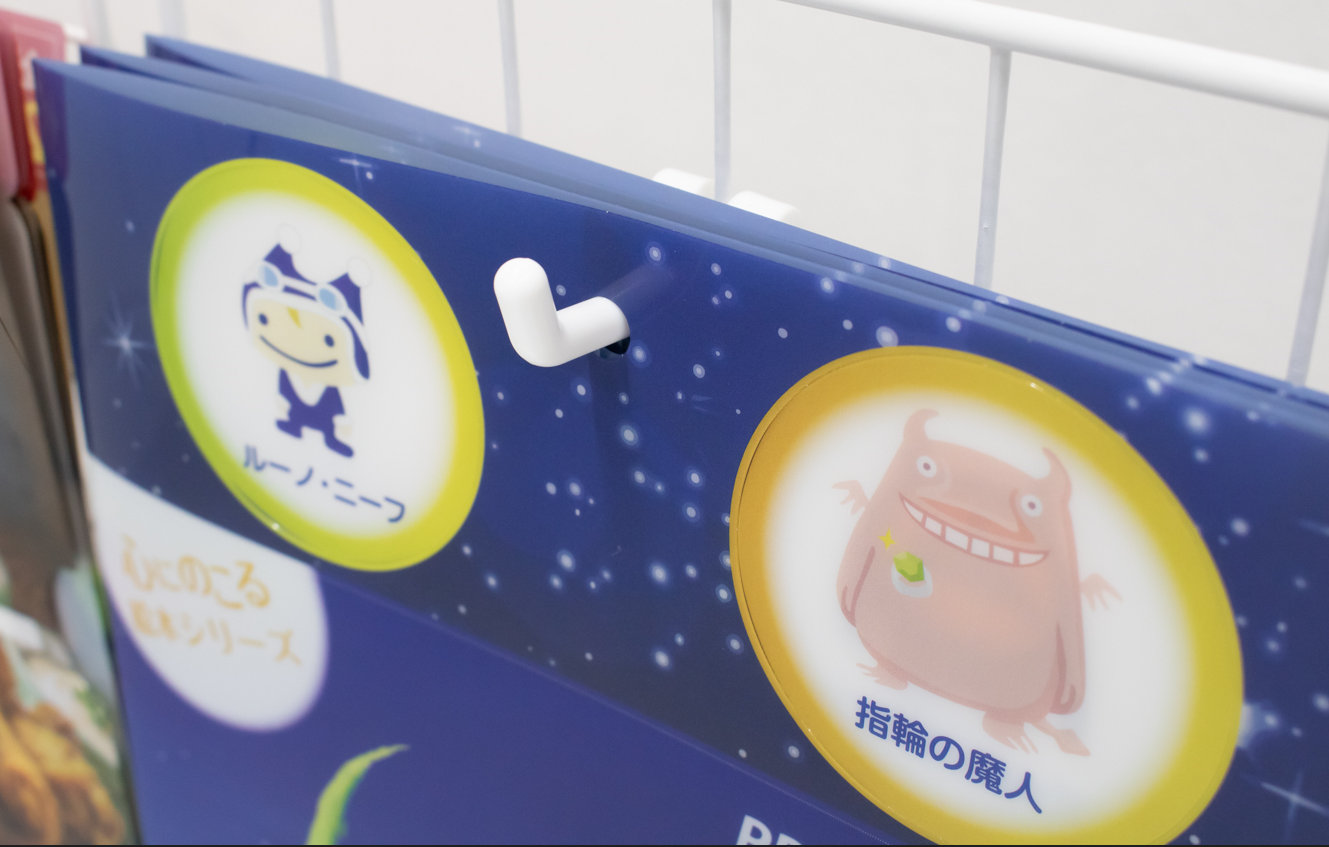 ルーノ・ニーフ
心にのこる
絵本シリーズ
指輪の魔人